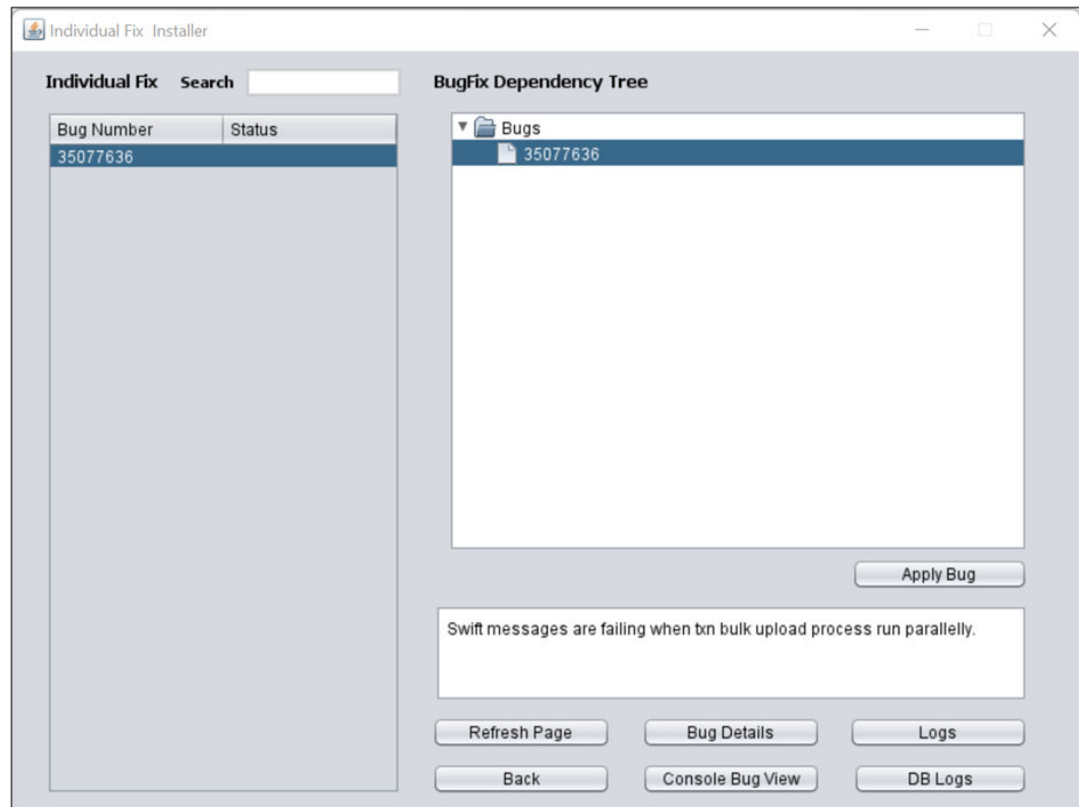 Individual Fix Installer
Individual Fix Search
BugFix Dependency Tree
Bug Number Status
35077636
Bugs
35077636
Apply Bug
Swift messages are failing when txn bulk upload process run parallelly.
Refresh Page Bug Details Logs
Back Console Bug View DB Logs